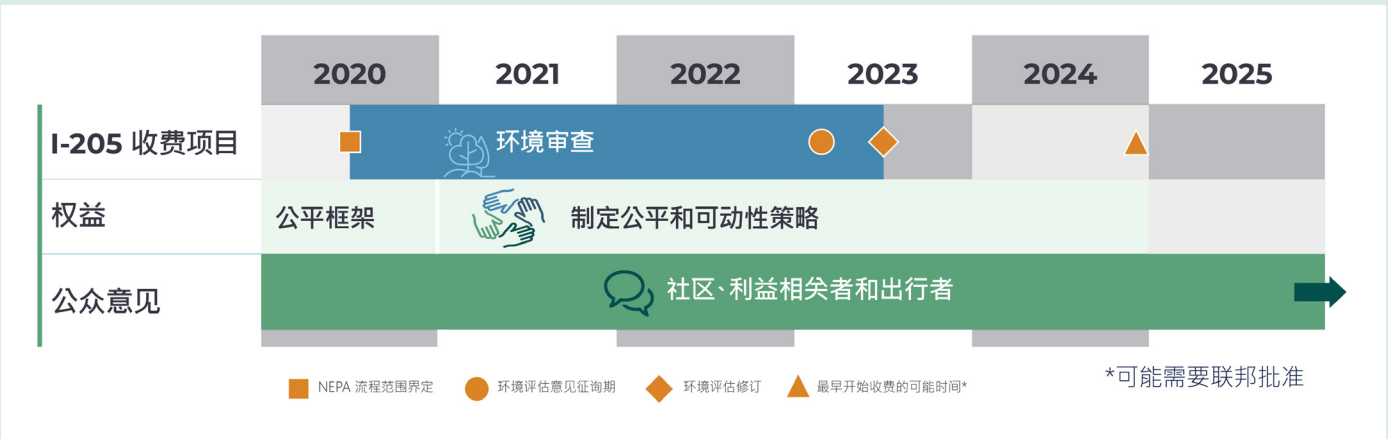 2020 2021 2022 2023 2024 2025
I-205 收费项目 环境审查
权益 公平框架 制定公平和可动性策略
公众意见 社区、利益相关者和出行者
NEPA 流程范围界定 环境评估意见征询期 环境评估修订 最早开始收费的可能时间* *可能需要联邦批准